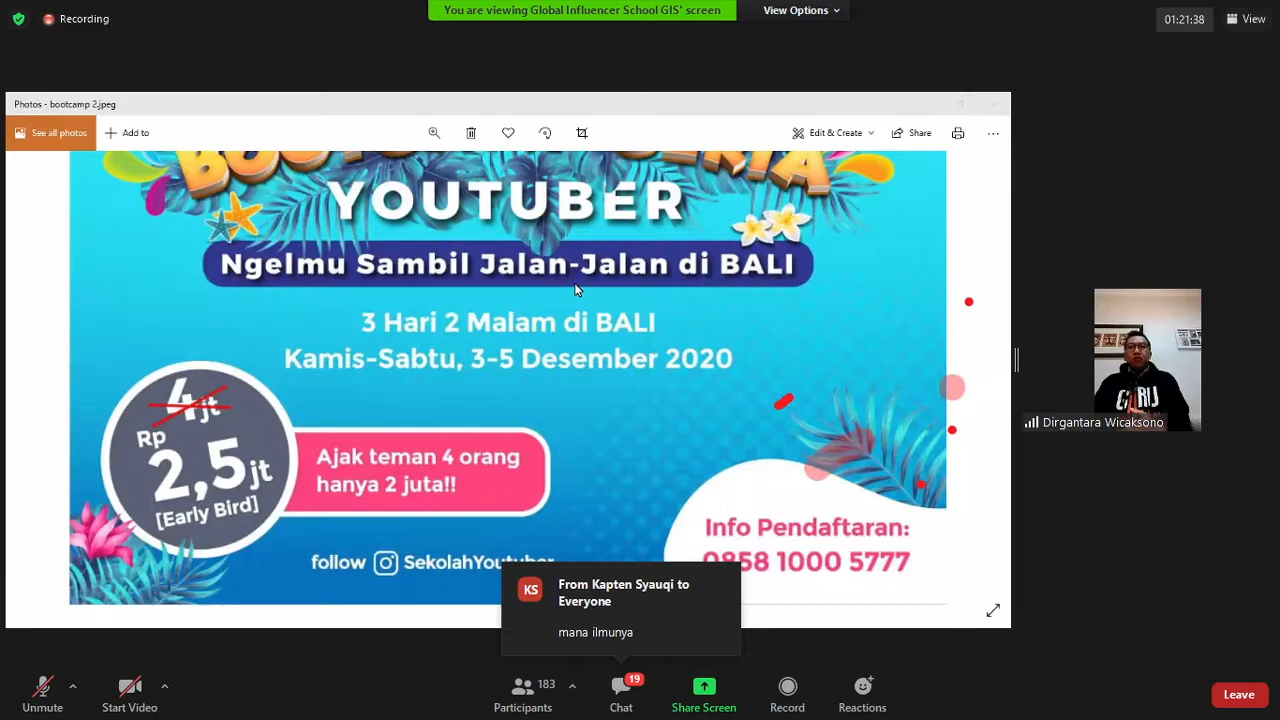 Recording
You are viewing Global Influencer School GIS' screen
View Options
01:21:38
View
Photos - bootcamp 2.jpeg
See all photos
Add to
Edit & Create
Share
YOUTUBER
Ngelmu Sambil Jalan-Jalan di BALI
3 Hari 2 Malam di BALI
Kamis-Sabtu, 3-5 Desember 2020
4jt
Rp
2,5jt
[Early Bird]
Ajak teman 4 orang
hanya 2 juta!!
follow SekolahYoutuber
Info Pendaftaran:
0858 1000 5777
Dirgantara Wicaksono
KS
From Kapten Syauqi to
Everyone
mana ilmunya
Unmute
Start Video
183
Participants
19
Chat
Share Screen
Record
Reactions
Leave